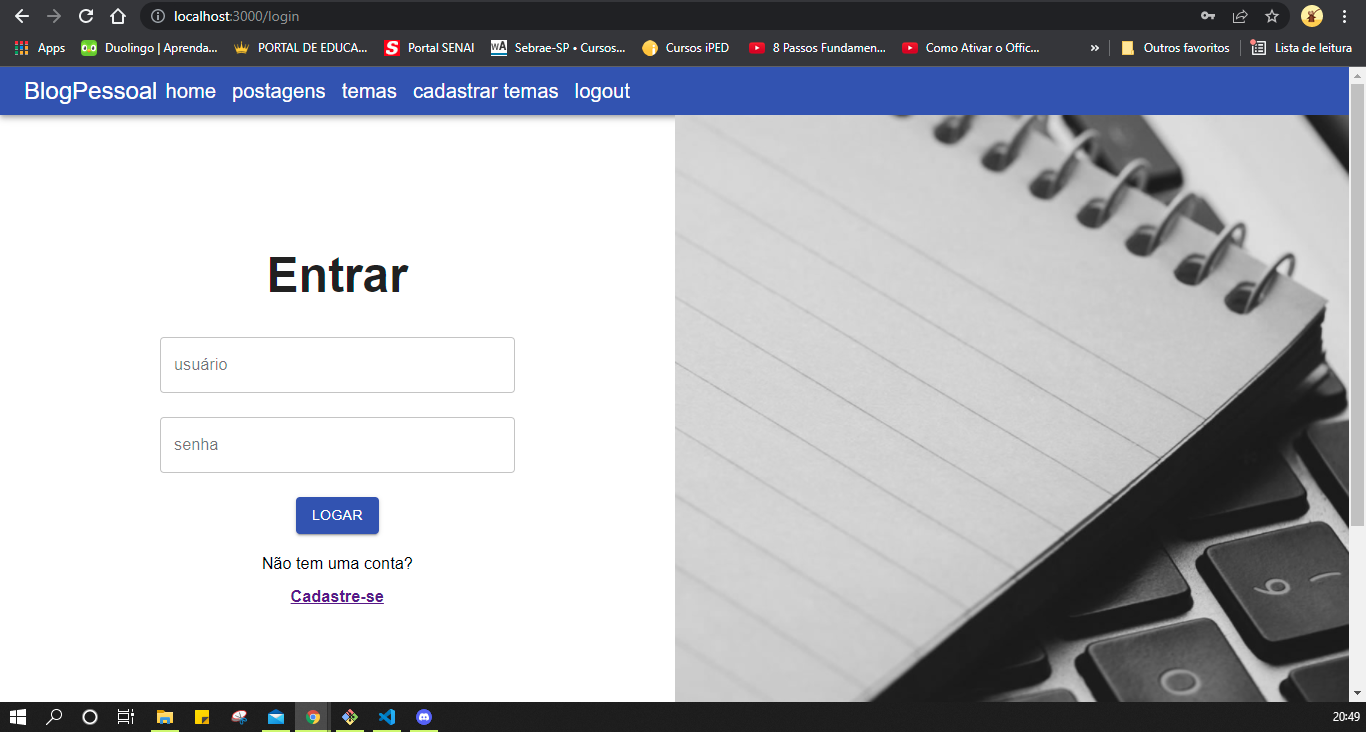 localhost:3000/login
Apps Duolingo | Aprenda... PORTAL DE EDUCA... Portal SENAI Sebrae-SP • Cursos... Cursos iPED 8 Passos Fundamen... Como Ativar o Offic... » Outros favoritos Lista de leitura
BlogPessoal home postagens temas cadastrar temas logout
Entrar
usuário
senha
LOGAR
Não tem uma conta?
Cadastre-se
20:49